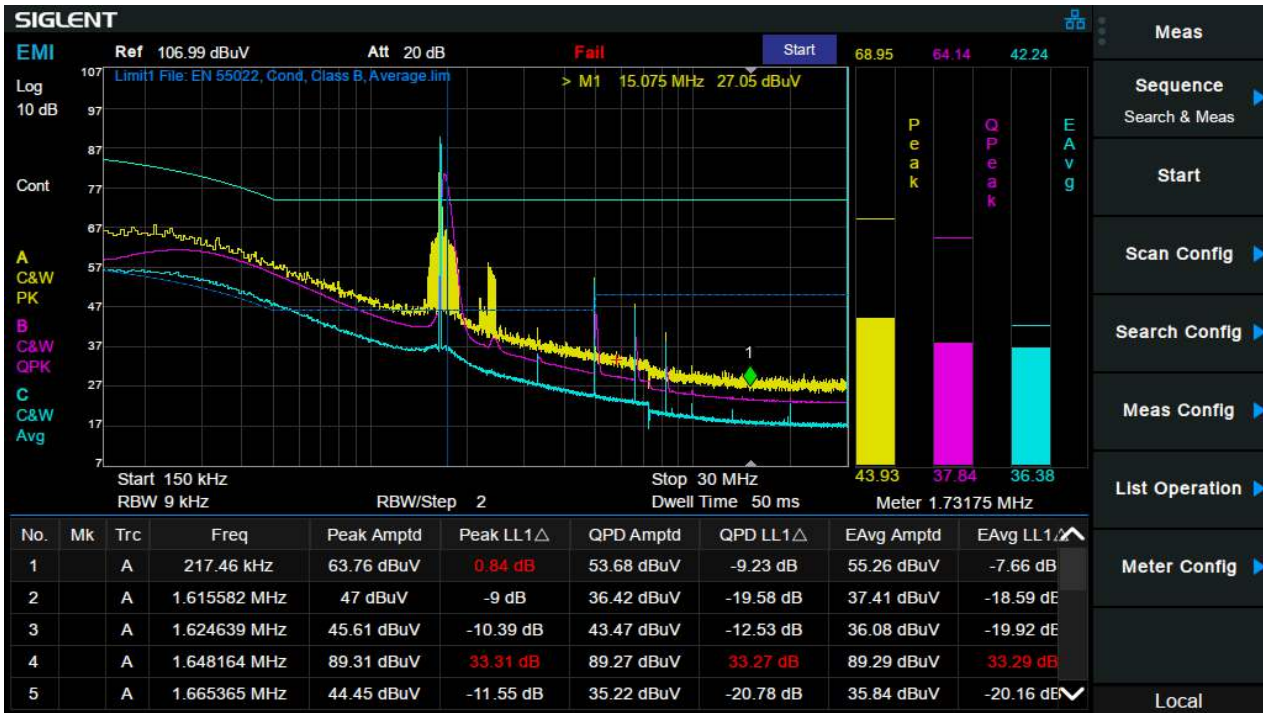 SIGLENT
EMI
Ref 106.99 dBuV Att 20 dB Fail Start
Limit1 File: EN 55022, Cond, Class B, Average.lim
> M1 15.075 MHz 27.05 dBuV
Log
10 dB
Cont
A
C&W
PK
B
C&W
QPK
C
C&W
Avg
107
97
87
77
67
57
47
37
27
17
7
1
Start 150 kHz Stop 30 MHz
RBW 9 kHz RBW/Step 2 Dwell Time 50 ms
68.95 64.14 42.24
Peak
QPeak
EAvg
43.93 37.84 36.38
Meter 1.73175 MHz
No. Mk Trc Freq Peak Amptd Peak LL1△ QPD Amptd QPD LL1△ EAvg Amptd EAvg LL1△
1 A 217.46 kHz 63.76 dBuV 0.84 dB 53.68 dBuV -9.23 dB 55.26 dBuV -7.66 dB
2 A 1.615582 MHz 47 dBuV -9 dB 36.42 dBuV -19.58 dB 37.41 dBuV -18.59 dB
3 A 1.624639 MHz 45.61 dBuV -10.39 dB 43.47 dBuV -12.53 dB 36.08 dBuV -19.92 dB
4 A 1.648164 MHz 89.31 dBuV 33.31 dB 89.27 dBuV 33.27 dB 89.29 dBuV 33.29 dB
5 A 1.665365 MHz 44.45 dBuV -11.55 dB 35.22 dBuV -20.78 dB 35.84 dBuV -20.16 dB
Meas
Sequence
Search & Meas
Start
Scan Config
Search Config
Meas Config
List Operation
Meter Config
Local